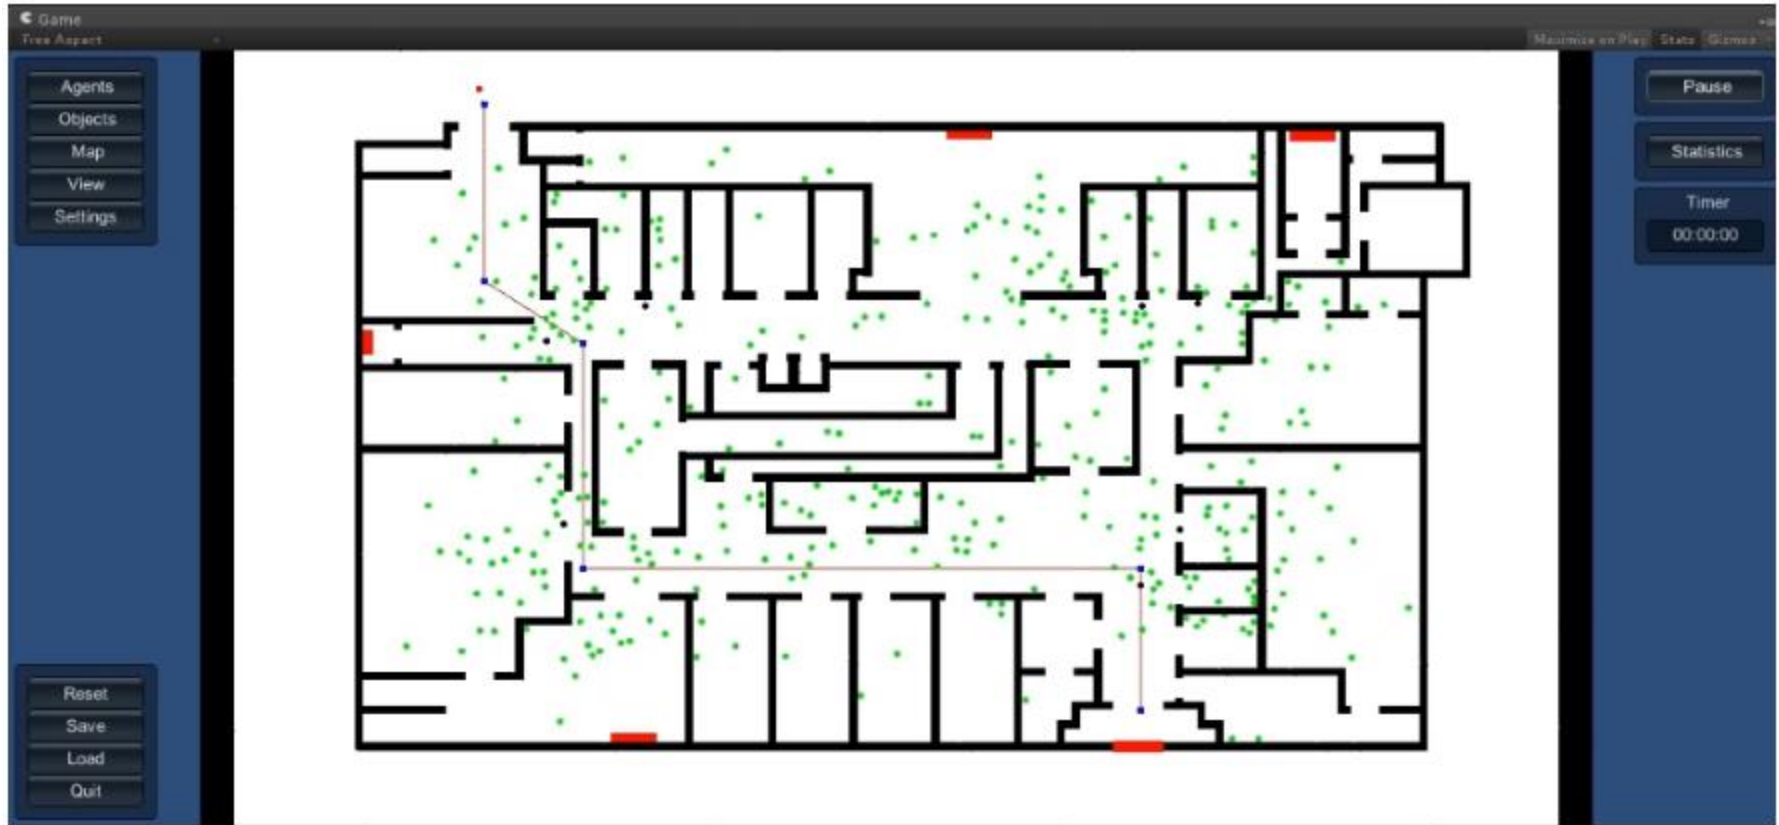 Game
Free Aspect
Maximize on Play Stats Gizmos
Agents
Objects
Map
View
Settings
Pause
Statistics
Timer
00:00:00
Reset
Save
Load
Quit